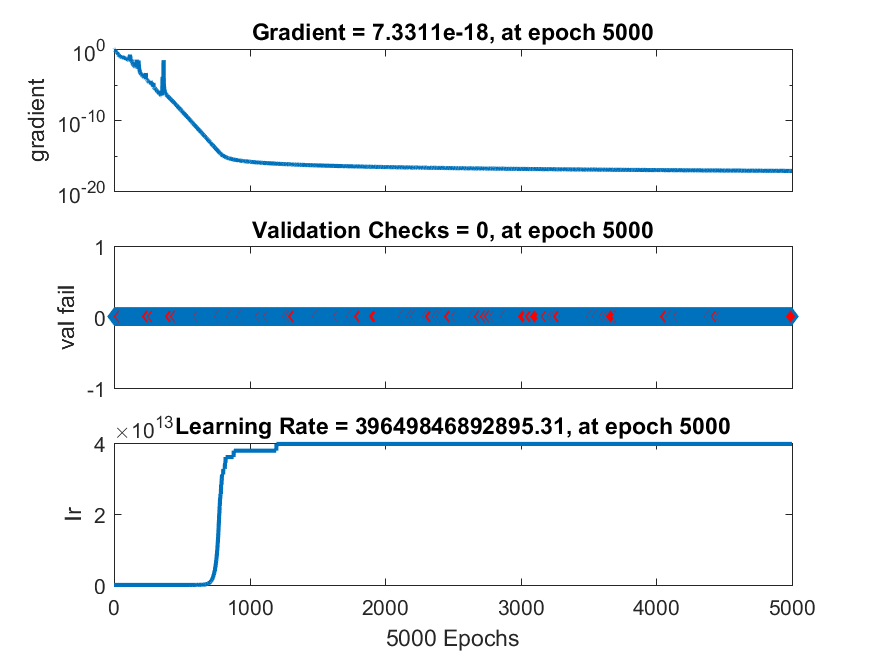 Gradient = 7.3311e-18, at epoch 5000
10^0
10^-10
10^-20
gradient
Validation Checks = 0, at epoch 5000
1
0
-1
val fail
×10^13 Learning Rate = 39649846892895.31, at epoch 5000
4
2
0
lr
0 1000 2000 3000 4000 5000
5000 Epochs